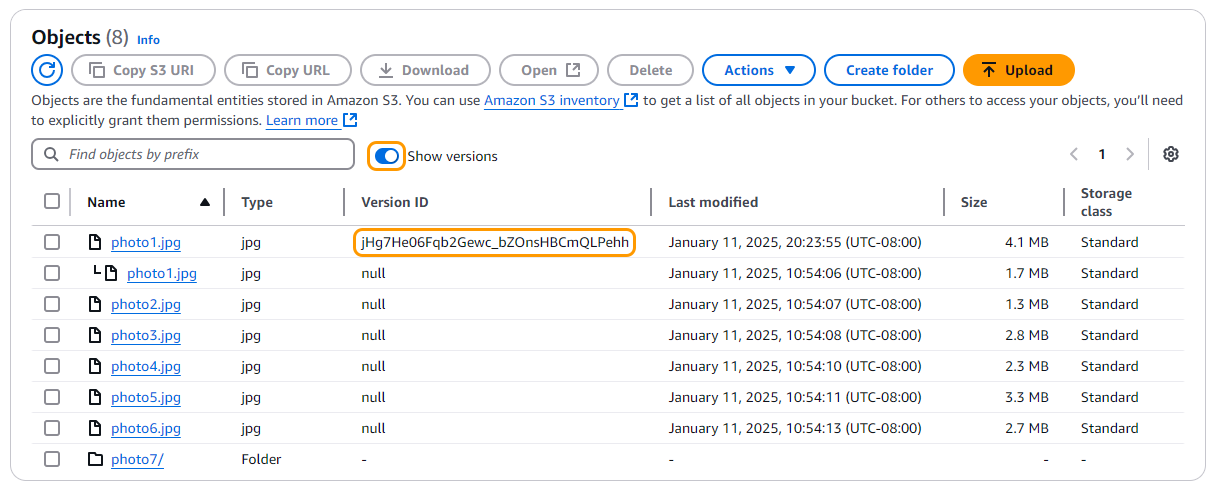 Objects (8) Info
Copy S3 URI Copy URL Download Open Delete Actions Create folder Upload
Objects are the fundamental entities stored in Amazon S3. You can use Amazon S3 inventory to get a list of all objects in your bucket. For others to access your objects, you'll need
to explicitly grant them permissions. Learn more
Find objects by prefix Show versions 1
Name Type Version ID Last modified Size Storage class
photo1.jpg jpg jHg7He06Fqb2Gewc_bZOnsHBCmQLPehh January 11, 2025, 20:23:55 (UTC-08:00) 4.1 MB Standard
photo1.jpg jpg null January 11, 2025, 10:54:06 (UTC-08:00) 1.7 MB Standard
photo2.jpg jpg null January 11, 2025, 10:54:07 (UTC-08:00) 1.3 MB Standard
photo3.jpg jpg null January 11, 2025, 10:54:08 (UTC-08:00) 2.8 MB Standard
photo4.jpg jpg null January 11, 2025, 10:54:10 (UTC-08:00) 2.3 MB Standard
photo5.jpg jpg null January 11, 2025, 10:54:11 (UTC-08:00) 3.3 MB Standard
photo6.jpg jpg null January 11, 2025, 10:54:13 (UTC-08:00) 2.7 MB Standard
photo7/ Folder - - - -